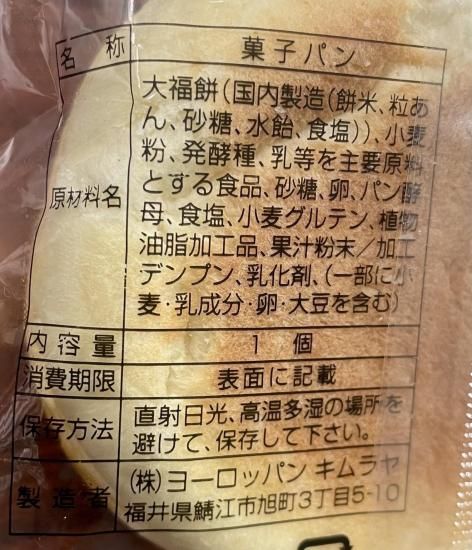 名称 菓子パン
大福餅(国内製造(餅米、粒あ
ん、砂糖、水飴、食塩))、小麦
粉、発酵種、乳等を主要原料
原材料名 とする食品、砂糖、卵、パン酵
母、食塩、小麦グルテン、植物
油脂加工品、果汁粉末/加工
デンプン、乳化剤、(一部に小
麦・乳成分・卵・大豆を含む)
内容量 1個
消費期限 表面に記載
保存方法 直射日光、高温多湿の場所を
避けて、保存して下さい。
製造者 (株)ヨーロッパン キムラヤ
福井県鯖江市旭町3丁目5-10